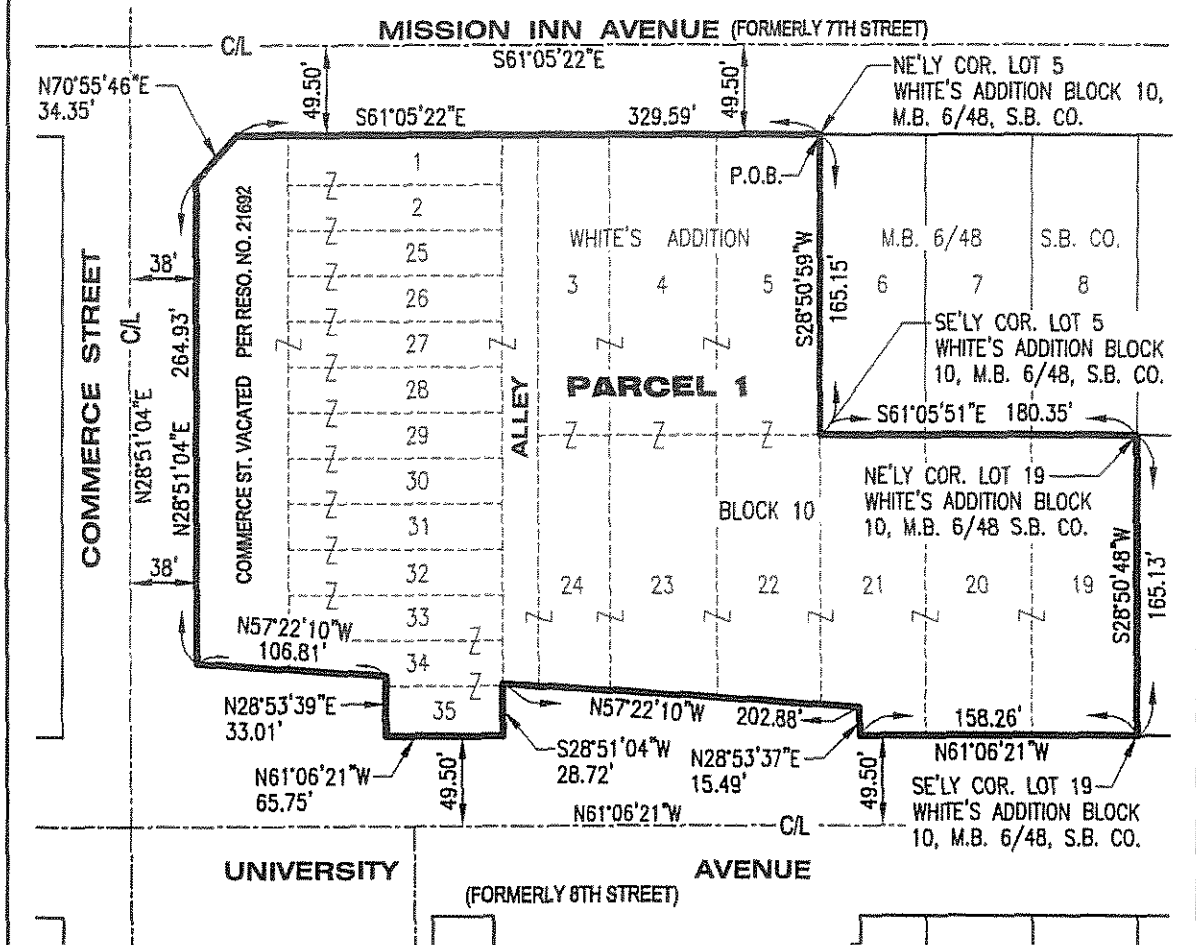 MISSION INN AVENUE (FORMERLY 7TH STREET)
C/L
S61°05'22"E
N70°55'46"E
34.35'
49.50'
49.50'
NE'LY COR. LOT 5
WHITE'S ADDITION BLOCK 10,
M.B. 6/48, S.B. CO.
S61°05'22"E 329.59'
P.O.B.
1
2
25
26
27
28
29
30
31
32
33
34
35
WHITE'S ADDITION
M.B. 6/48 S.B. CO.
3 4 5 6 7 8
S28°50'59"W
165.15'
SE'LY COR. LOT 5
WHITE'S ADDITION BLOCK
10, M.B. 6/48, S.B. CO.
38'
COMMERCE STREET
C/L
N28°51'04"E
N28°51'04"E 264.93'
COMMERCE ST. VACATED PER RESO. NO. 21692
38'
ALLEY
PARCEL 1
S61°05'51"E 180.35'
NE'LY COR. LOT 19
WHITE'S ADDITION BLOCK
10, M.B. 6/48 S.B. CO.
BLOCK 10
24 23 22 21 20 19
S28°50'48"W
165.13'
N57°22'10"W
106.81'
N28°53'39"E
33.01'
N57°22'10"W 202.88'
158.26'
N61°06'21"W
S28°51'04"W
28.72'
N28°53'37"E
15.49'
N61°06'21"W
65.75'
49.50'
49.50'
SE'LY COR. LOT 19
WHITE'S ADDITION BLOCK
10, M.B. 6/48, S.B. CO.
N61°06'21"W
C/L
UNIVERSITY AVENUE
(FORMERLY 8TH STREET)